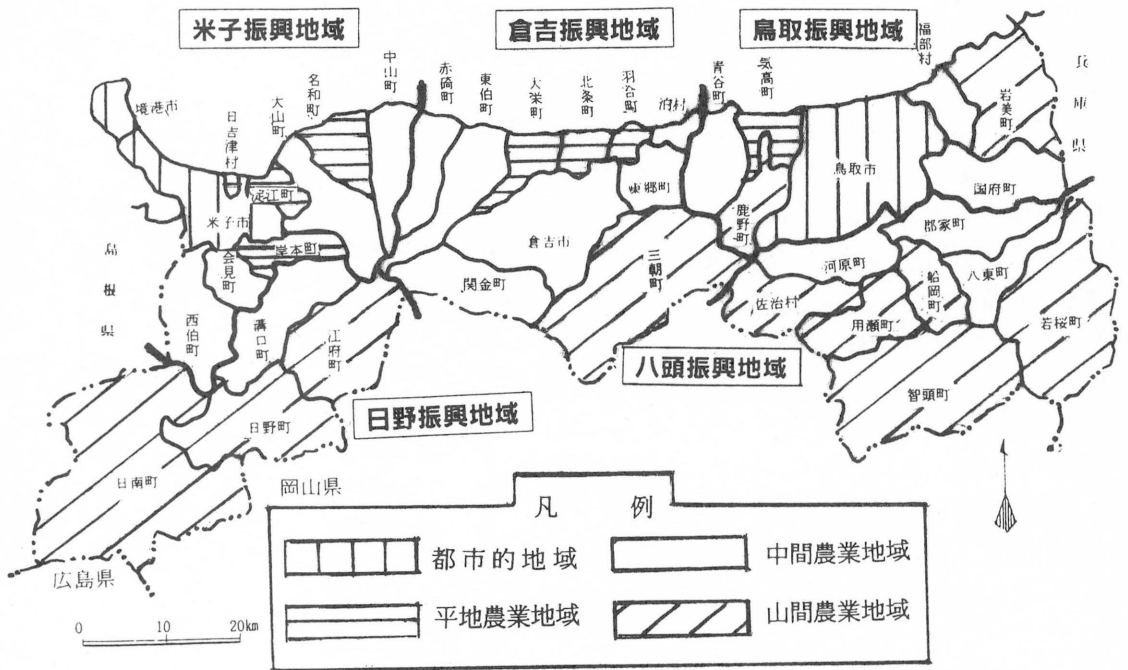 米子振興地域
倉吉振興地域
鳥取振興地域
境港市
日吉津村
大山町
名和町
中山町
赤碕町
東伯町
大栄町
北条町
羽合町
泊村
青谷町
気高町
福部村
岩美町
兵庫県
淀江町
米子市
岸本町
会見町
島根県
西伯町
溝口町
江府町
関金町
倉吉市
東郷町
三朝町
鹿野町
鳥取市
国府町
郡家町
河原町
船岡町
八東町
佐治村
用瀬町
若桜町
智頭町
八頭振興地域
日野振興地域
日野町
日南町
岡山県
広島県
凡例
都市的地域
中間農業地域
平地農業地域
山間農業地域
0 10 20km